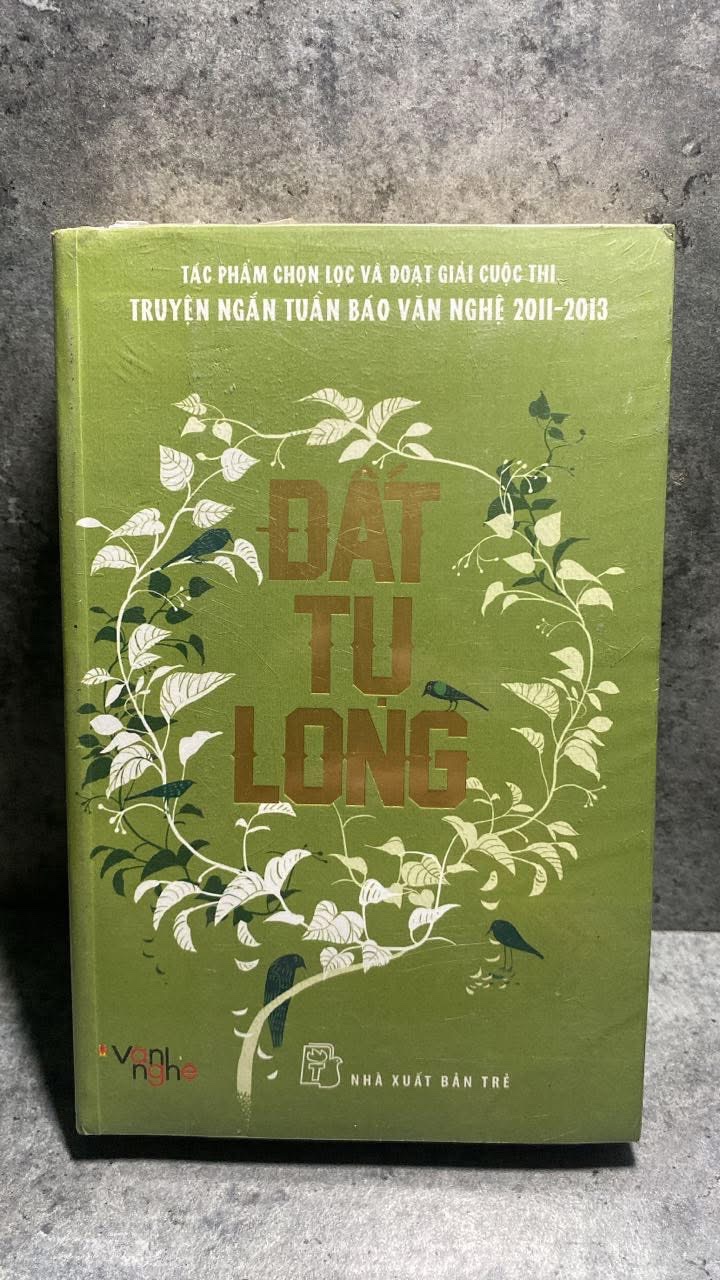 TÁC PHẨM CHỌN LỌC VÀ ĐOẠT GIẢI CUỘC THI
TRUYỆN NGẮN TUẦN BÁO VĂN NGHỆ 2011-2013
ĐẤT
TỤ
LONG
Văn
nghệ
T
NHÀ XUẤT BẢN TRẺ